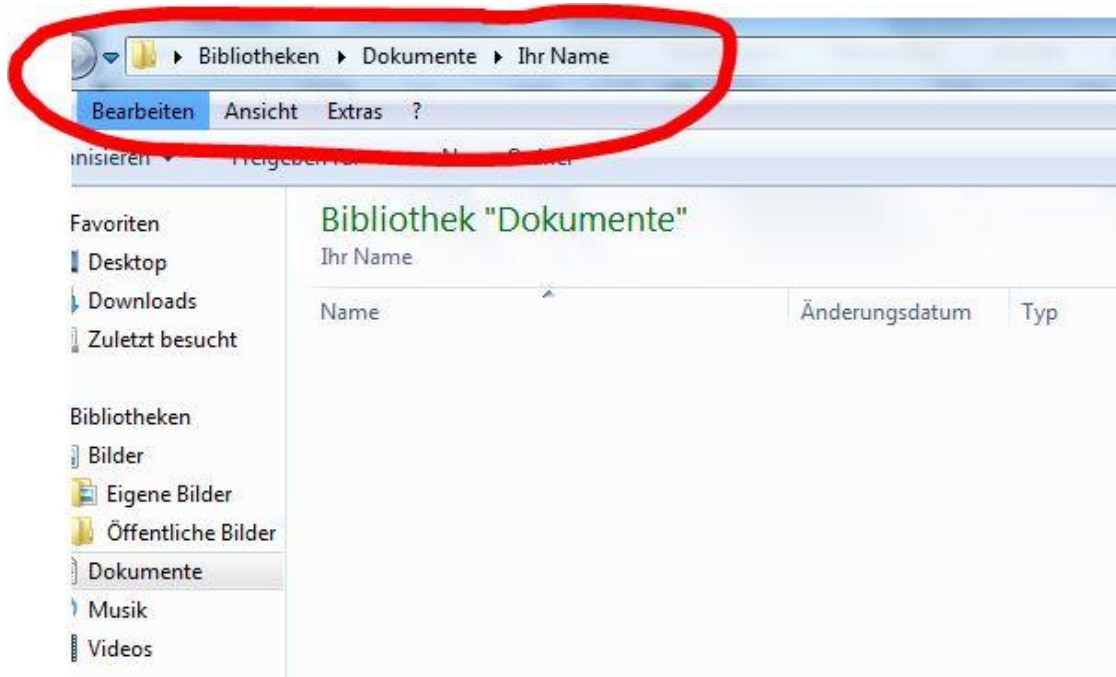 Bibliotheken Dokumente Ihr Name
Bearbeiten Ansicht Extras ?
Favoriten
Desktop
Downloads
Zuletzt besucht
Bibliotheken
Bilder
Eigene Bilder
Öffentliche Bilder
Dokumente
Musik
Videos
Bibliothek "Dokumente"
Ihr Name
Name Änderungsdatum Typ